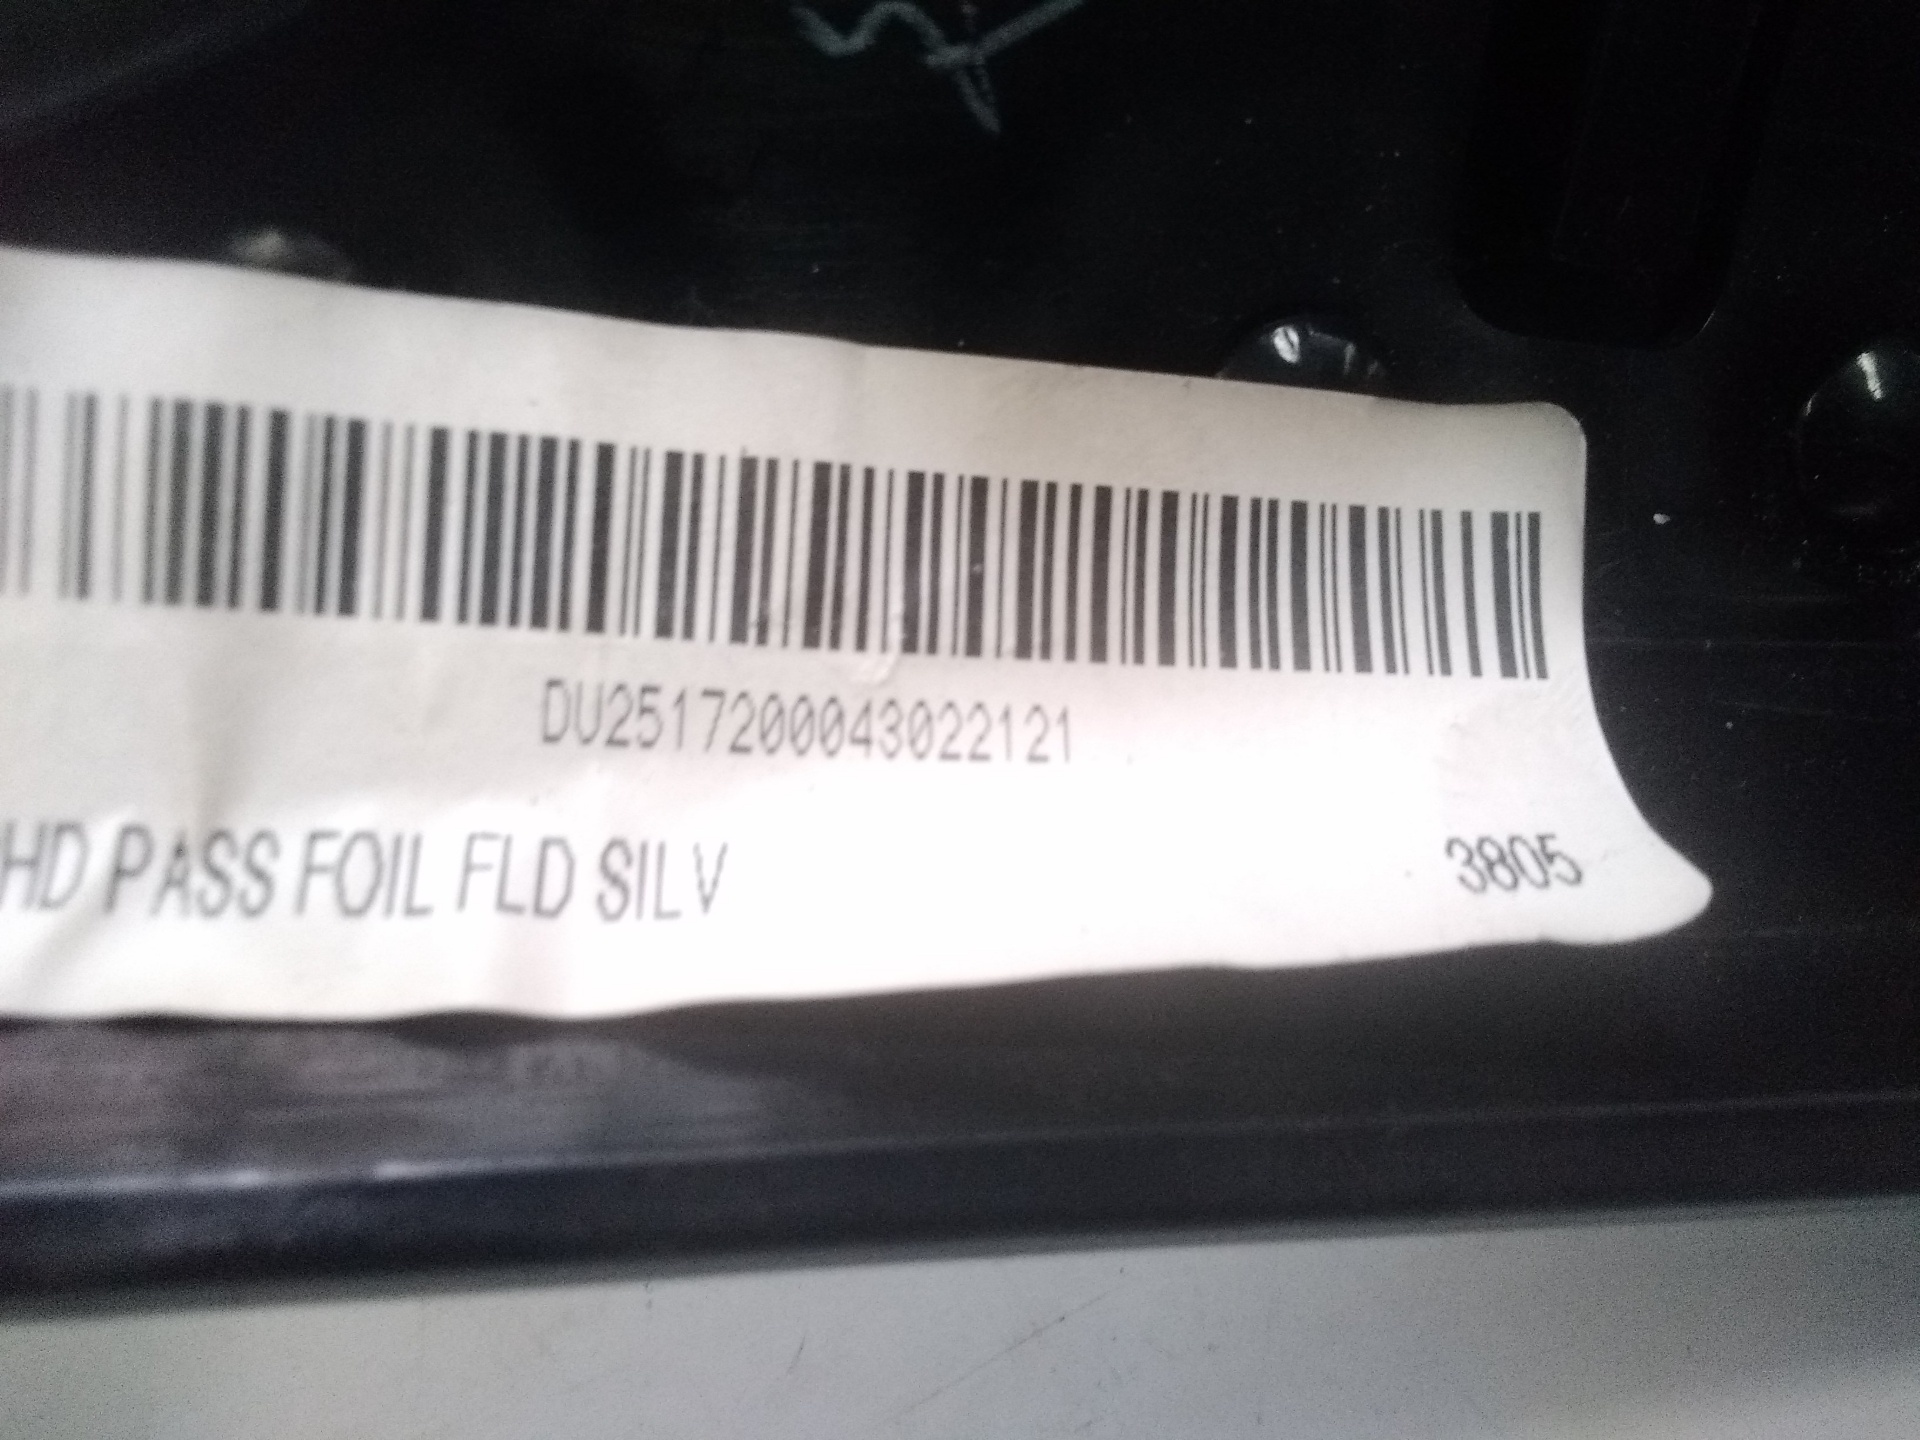 DU2517200043022121
HD PASS FOIL FLD SILV 3805